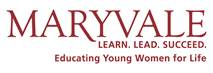 MARYVALE
LEARN. LEAD. SUCCEED.
Educating Young Women for Life